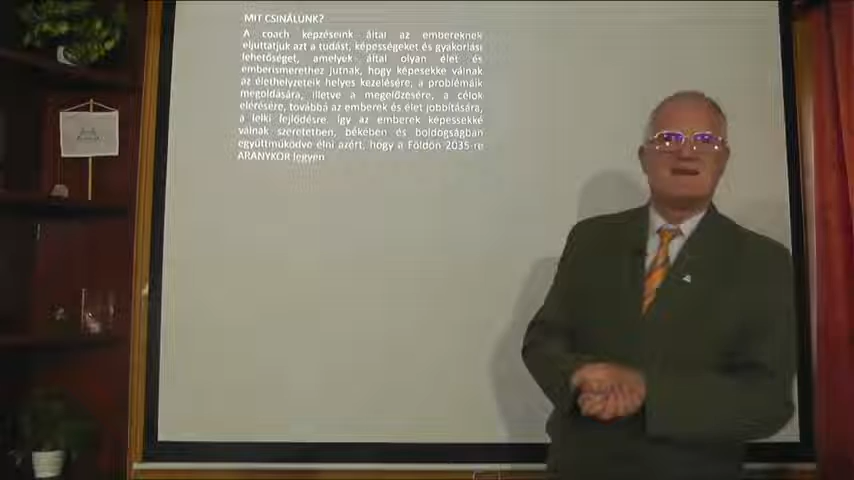 MIT CSINÁLUNK?
A coach képzéseink által az embereknek
eljuttatjuk azt a tudást, képességeket és gyakorlási
lehetőséget, amelyek által olyan élet és
emberismerethez jutnak, hogy képesekké válnak
az élethelyzeteik helyes kezelésére, a problémáik
megoldására, illetve a megelőzésére, a célok
elérésére, továbbá az emberek és élet jobbítására,
a lelki fejlődésre. Így az emberek képessekké
válnak szeretetben, békében és boldogságban
együttműködve élni azért, hogy a Földön 2035-re
ARANYKOR legyen